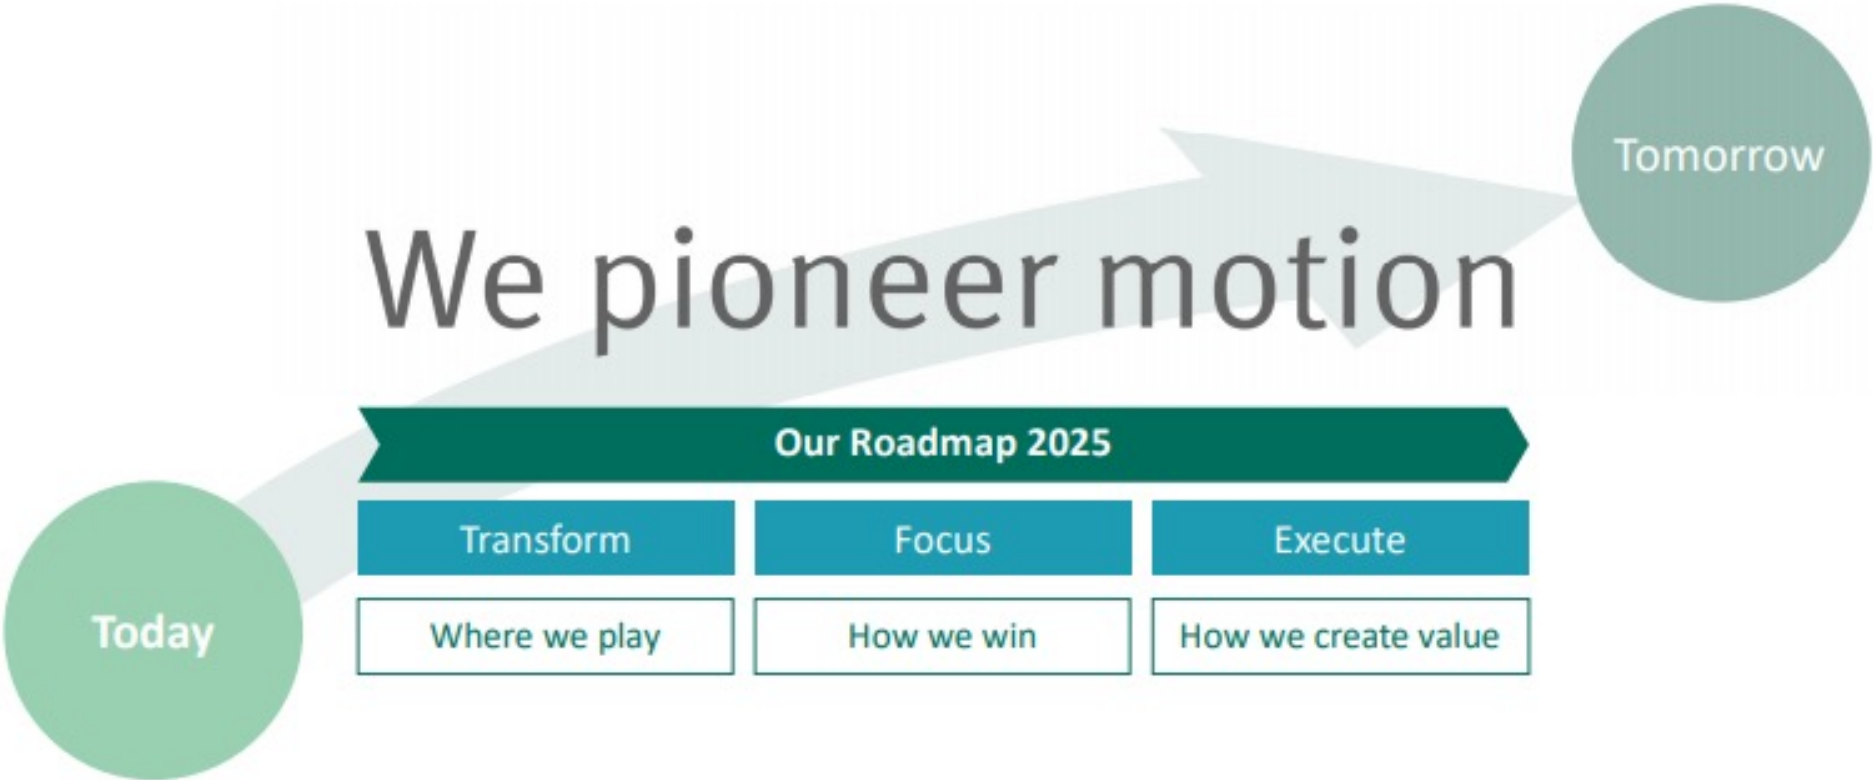 Tomorrow
We pioneer motion
Our Roadmap 2025
Transform
Focus
Execute
Where we play
How we win
How we create value
Today